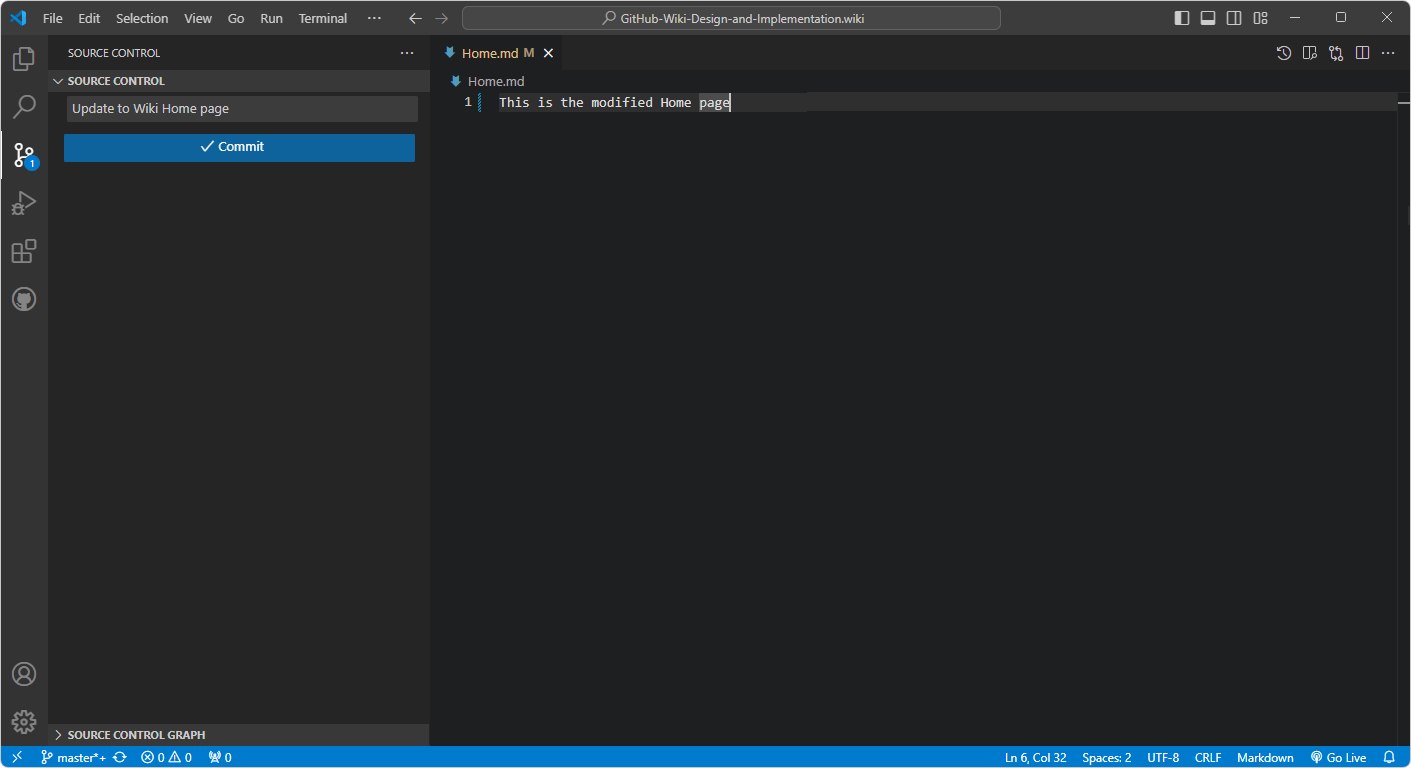 File Edit Selection View Go Run Terminal ··· GitHub-Wiki-Design-and-Implementation.wiki
SOURCE CONTROL ···
SOURCE CONTROL
Update to Wiki Home page
Commit
1
SOURCE CONTROL GRAPH
Home.md M
Home.md
1 This is the modified Home page
master*+ 0 0 0 Ln 6, Col 32 Spaces: 2 UTF-8 CRLF Markdown Go Live